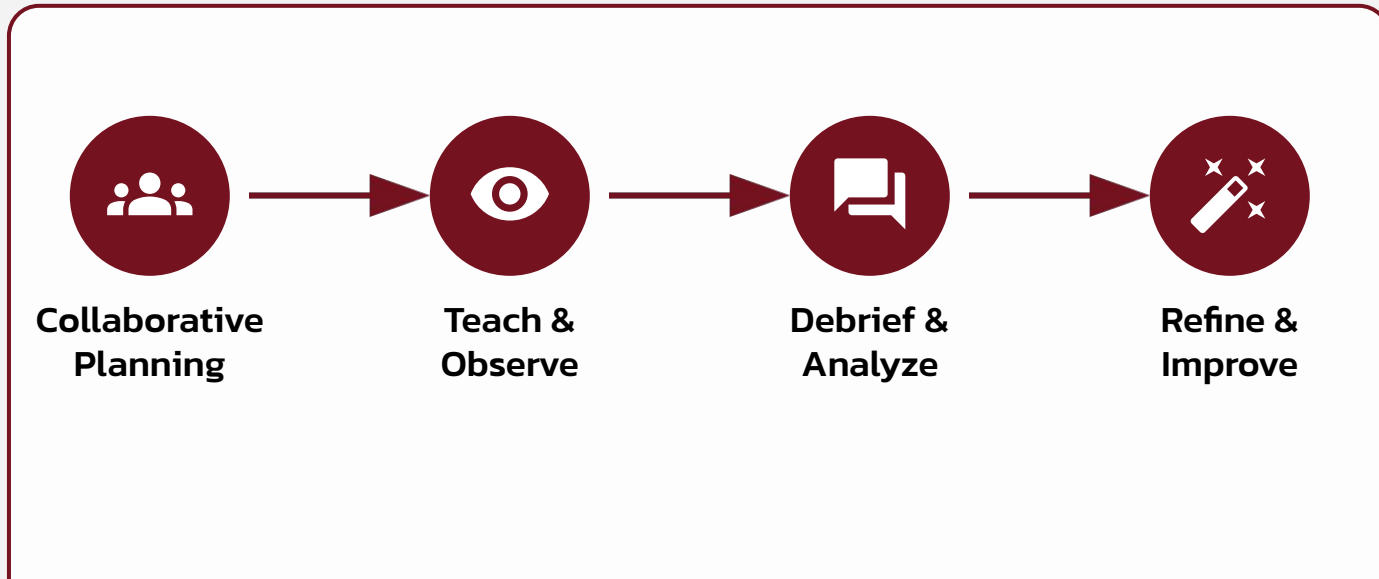 Collaborative
Planning
Teach &
Observe
Debrief &
Analyze
Refine &
Improve